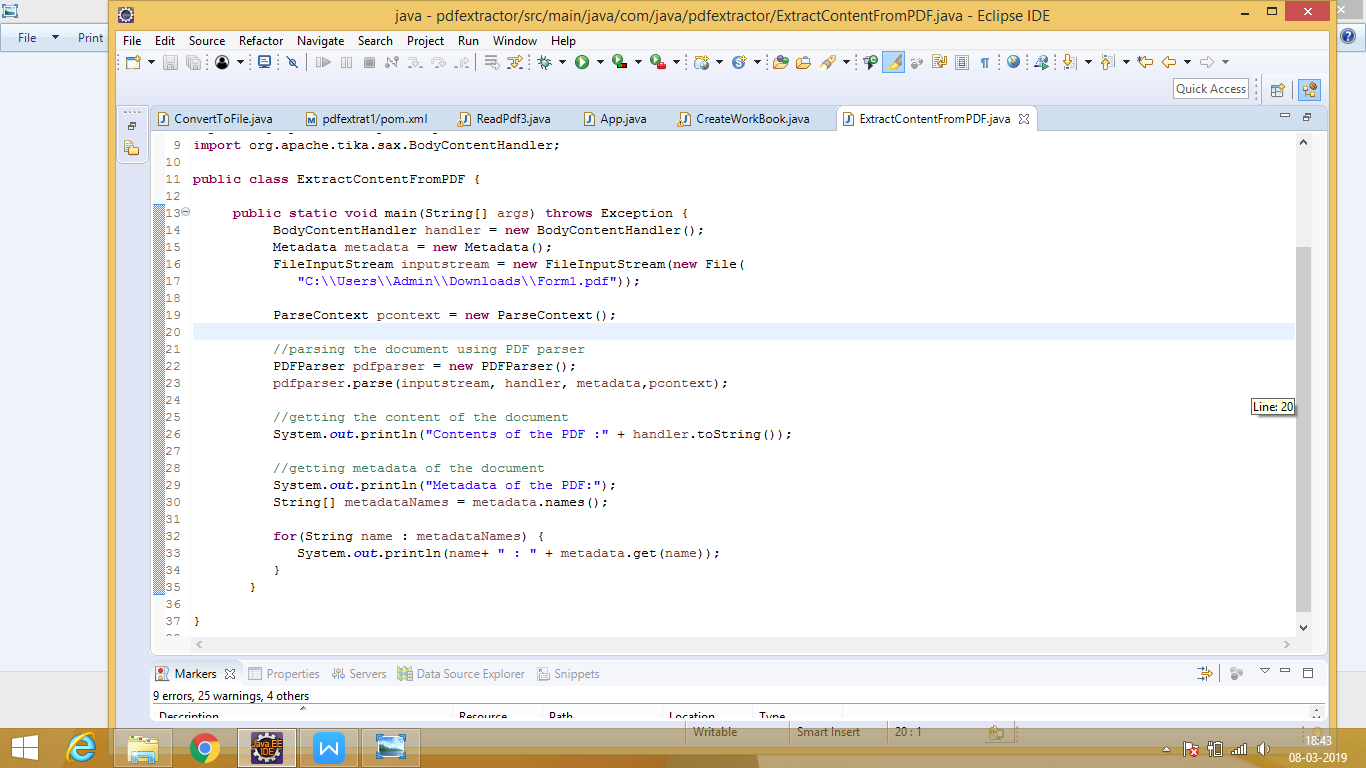 java - pdfextractor/src/main/java/com/java/pdfextractor/ExtractContentFromPDF.java - Eclipse IDE
File Print
File Edit Source Refactor Navigate Search Project Run Window Help
Quick Access
ConvertToFile.java pdfextrat1/pom.xml ReadPdf3.java App.java CreateWorkBook.java ExtractContentFromPDF.java
9 import org.apache.tika.sax.BodyContentHandler;
10
11 public class ExtractContentFromPDF {
12
13 public static void main(String[] args) throws Exception {
14 BodyContentHandler handler = new BodyContentHandler();
15 Metadata metadata = new Metadata();
16 FileInputStream inputstream = new FileInputStream(new File(
17 "C:\\Users\\Admin\\Downloads\\Form1.pdf"));
18
19 ParseContext pcontext = new ParseContext();
20
21 //parsing the document using PDF parser
22 PDFParser pdfparser = new PDFParser();
23 pdfparser.parse(inputstream, handler, metadata,pcontext);
24
Line: 20
25 //getting the content of the document
26 System.out.println("Contents of the PDF :" + handler.toString());
27
28 //getting metadata of the document
29 System.out.println("Metadata of the PDF:");
30 String[] metadataNames = metadata.names();
31
32 for(String name : metadataNames) {
33 System.out.println(name+ " : " + metadata.get(name));
34 }
35 }
36
37 }
Markers Properties Servers Data Source Explorer Snippets
9 errors, 25 warnings, 4 others
Description Resource Path Location Type
Writable Smart Insert 20 : 1
Java EE
IDE
18:43
08-03-2019